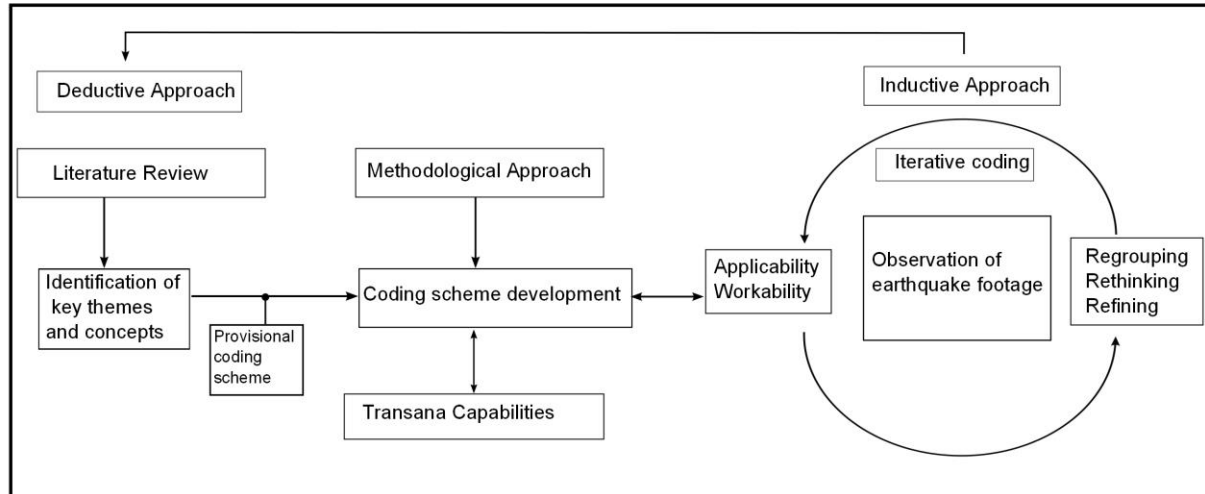 Deductive Approach
Inductive Approach
Literature Review
Methodological Approach
Iterative coding
Identification of
key themes
and concepts
Provisional
coding
scheme
Coding scheme development
Transana Capabilities
Applicability
Workability
Observation of
earthquake footage
Regrouping
Rethinking
Refining